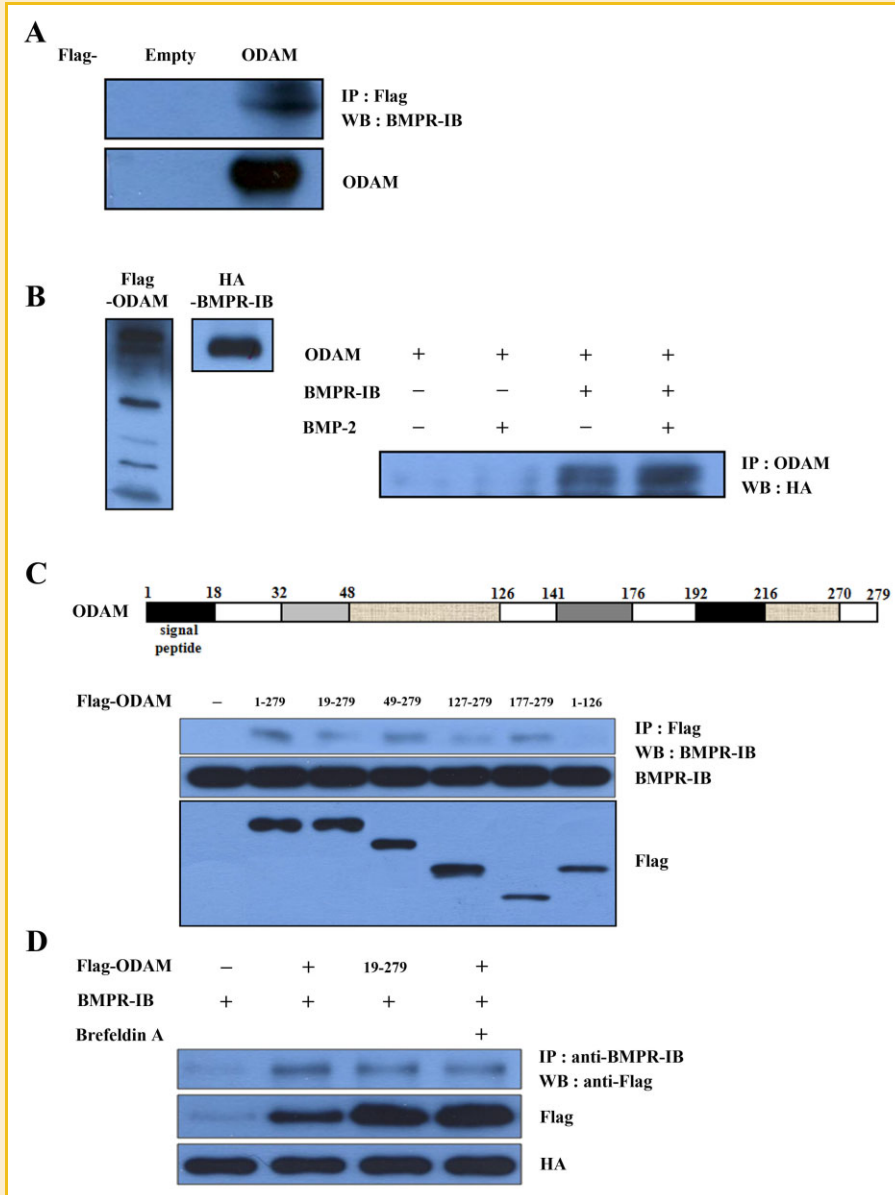 A
Flag- Empty ODAM
IP : Flag
WB : BMPR-IB
ODAM
B
Flag
-ODAM
HA
-BMPR-IB
ODAM + + + +
BMPR-IB – – + +
BMP-2 – + – +
IP : ODAM
WB : HA
C
1 18 32 48 126 141 176 192 216 270 279
ODAM
signal
peptide
Flag-ODAM – 1-279 19-279 49-279 127-279 177-279 1-126
IP : Flag
WB : BMPR-IB
BMPR-IB
Flag
D
Flag-ODAM – + 19-279 +
BMPR-IB + + + +
Brefeldin A +
IP : anti-BMPR-IB
WB : anti-Flag
Flag
HA